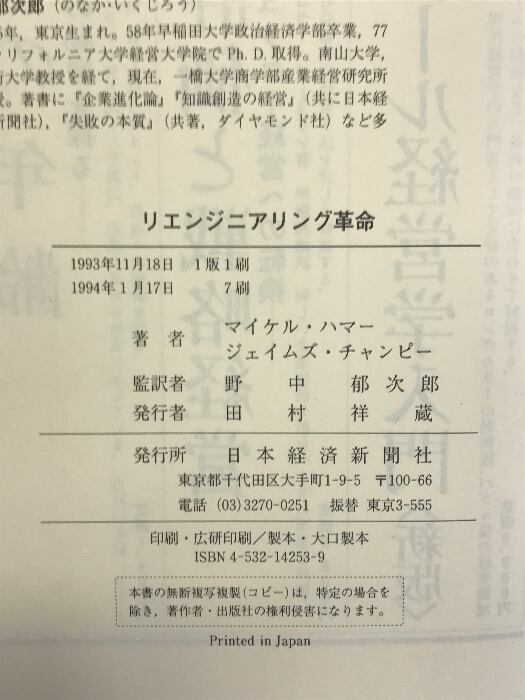 郁次郎(のなか・いくじろう)
年,東京生まれ。58年早稲田大学政治経済学部卒業,77
リフォルニア大学経営大学院でPh. D. 取得。南山大学,
大学教授を経て,現在,一橋大学商学部産業経営研究所
。著書に『企業進化論』『知識創造の経営』(共に日本経
新聞社),『失敗の本質』(共著,ダイヤモンド社)など多
リエンジニアリング革命
1993年11月18日 1版1刷
1994年1月17日 7刷
著者 マイケル・ハマー
ジェイムズ・チャンピー
監訳者 野中郁次郎
発行者 田村祥蔵
発行所 日本経済新聞社
東京都千代田区大手町1-9-5 〒100-66
電話 (03)3270-0251 振替 東京3-555
印刷・広研印刷/製本・大口製本
ISBN 4-532-14253-9
本書の無断複写複製(コピー)は,特定の場合を
除き,著作者・出版社の権利侵害になります。
Printed in Japan